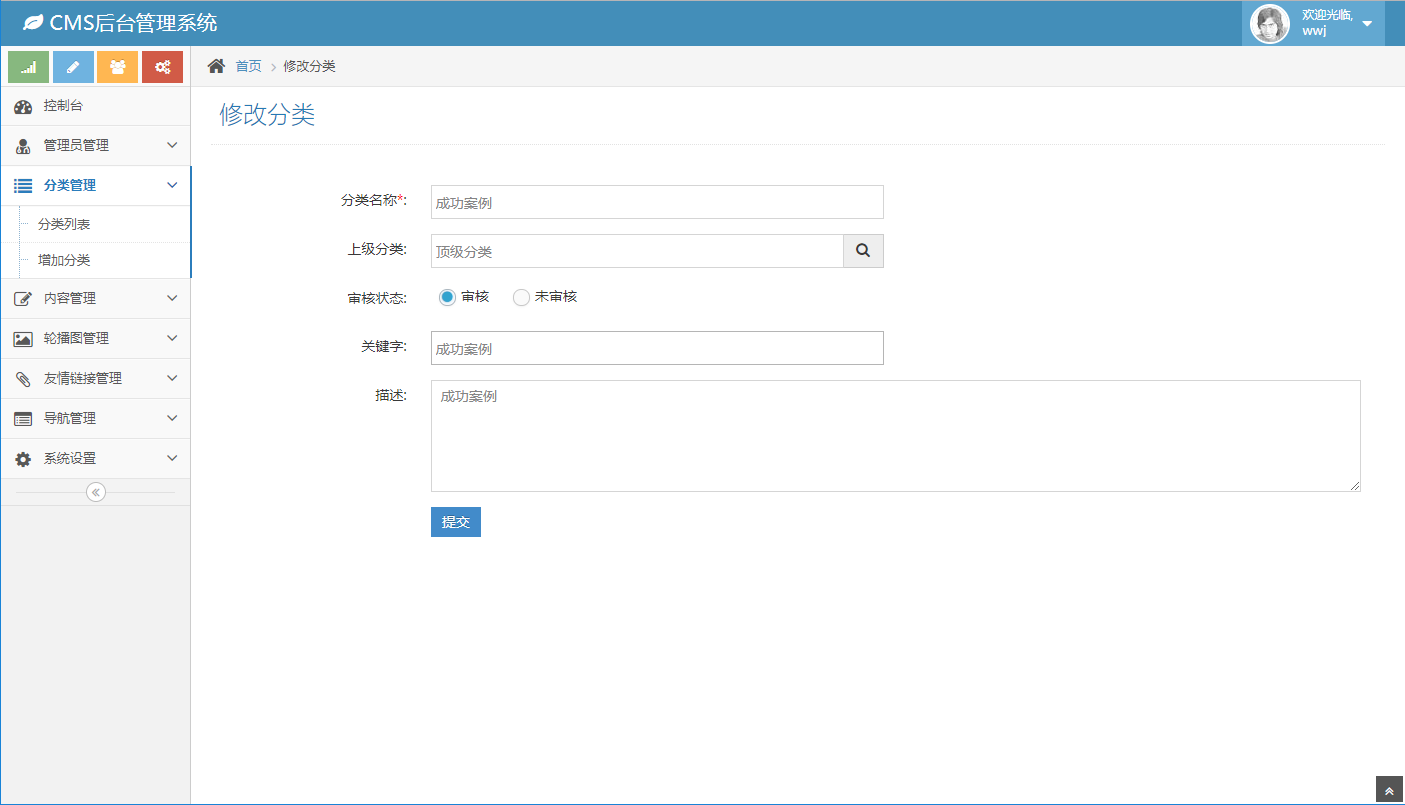 CMS后台管理系统
欢迎光临,
wwj
首页 修改分类
控制台
管理员管理
分类管理
分类列表
增加分类
内容管理
轮播图管理
友情链接管理
导航管理
系统设置
修改分类
分类名称*: 成功案例
上级分类: 顶级分类
审核状态: 审核 未审核
关键字: 成功案例
描述: 成功案例
提交